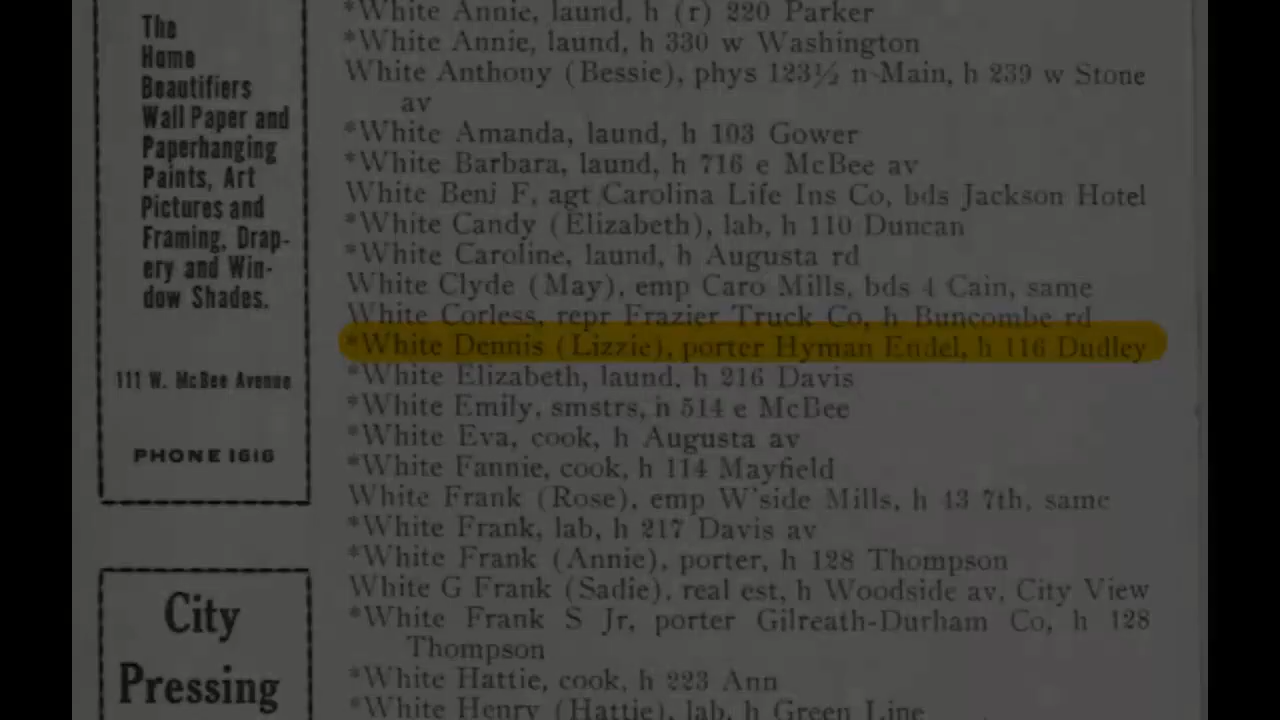 The
Home
Beautifiers
Wall Paper and
Paperhanging
Paints, Art
Pictures and
Framing, Drap-
ery and Win-
dow Shades.
111 W. McBee Avenue
PHONE 1616
City
Pressing
*White Annie, laund, h (r) 220 Parker
*White Annie, laund, h 330 w Washington
White Anthony (Bessie), phys 123½ n Main, h 239 w Stone
av
*White Amanda, laund, h 103 Gower
*White Barbara, laund, h 716 e McBee av
White Benj F, agt Carolina Life Ins Co, bds Jackson Hotel
*White Candy (Elizabeth), lab, h 110 Duncan
*White Caroline, laund, h Augusta rd
White Clyde (May), emp Caro Mills, bds 4 Cain, same
White Corless, repr Frazier Truck Co, h Buncombe rd
*White Dennis (Lizzie), porter Hyman Endel, h 116 Dudley
*White Elizabeth, laund, h 216 Davis
*White Emily, smstrs, h 514 e McBee
*White Eva, cook, h Augusta av
*White Fannie, cook, h 114 Mayfield
White Frank (Rose), emp W'side Mills, h 43 7th, same
*White Frank, lab, h 217 Davis av
*White Frank (Annie), porter, h 128 Thompson
White G Frank (Sadie), real est, h Woodside av, City View
*White Frank S Jr, porter Gilreath-Durham Co, h 128
Thompson
*White Hattie, cook, h 223 Ann
*White Henry (Hattie), lab, h Green Line